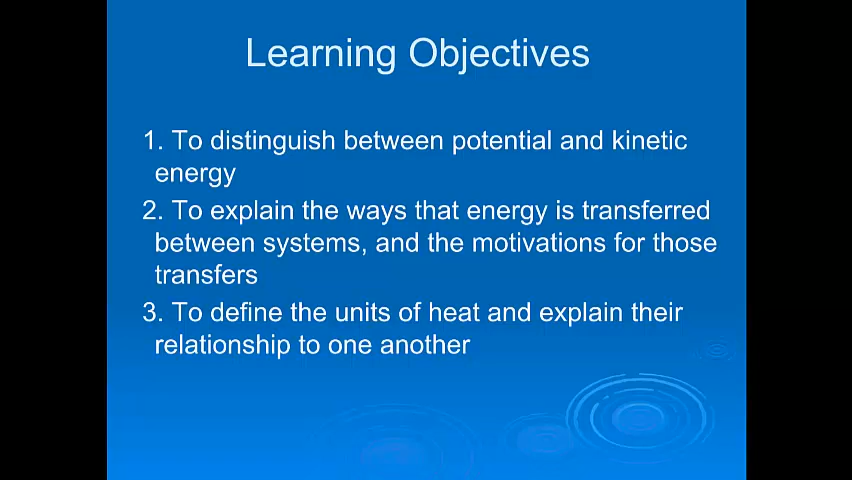 Learning Objectives
1. To distinguish between potential and kinetic
energy
2. To explain the ways that energy is transferred
between systems, and the motivations for those
transfers
3. To define the units of heat and explain their
relationship to one another